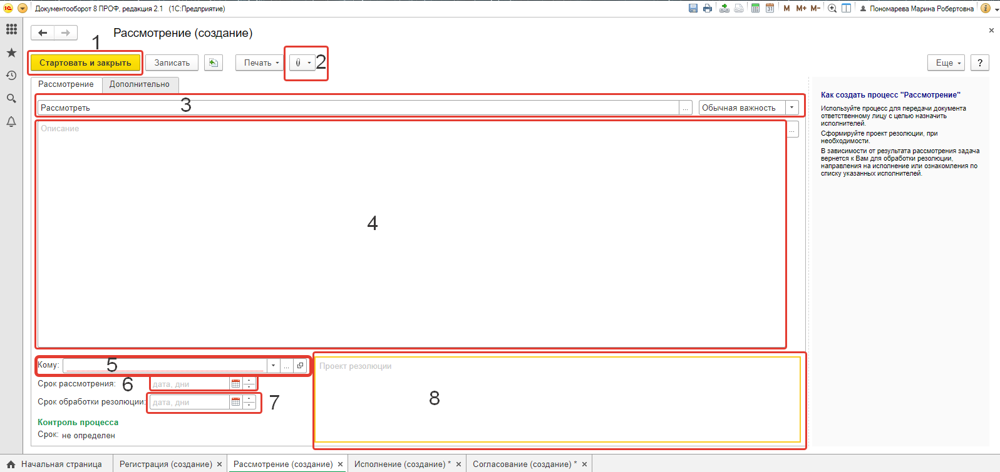 Документооборот 8 ПРОФ, редакция 2.1 (1С:Предприятие)
31
M M+ M-
Пономарева Марина Робертовна
Рассмотрение (создание)
1
Стартовать и закрыть
Записать
Печать
2
Еще
?
Рассмотрение
Дополнительно
3
Рассмотреть
...
Обычная важность
Описание
...
4
Кому:
5
...
Срок рассмотрения:
6
дата, дни
Срок обработки резолюции:
дата, дни
7
Проект резолюции
8
Контроль процесса
Срок: не определен
Как создать процесс "Рассмотрение"
Используйте процесс для передачи документа
ответственному лицу с целью назначить
исполнителей.
Сформируйте проект резолюции, при
необходимости.
В зависимости от результата рассмотрения задача
вернется к Вам для обработки резолюции,
направления на исполнение или ознакомления по
списку указанных исполнителей.
Начальная страница
Регистрация (создание)
Рассмотрение (создание)
Исполнение (создание) *
Согласование (создание) *